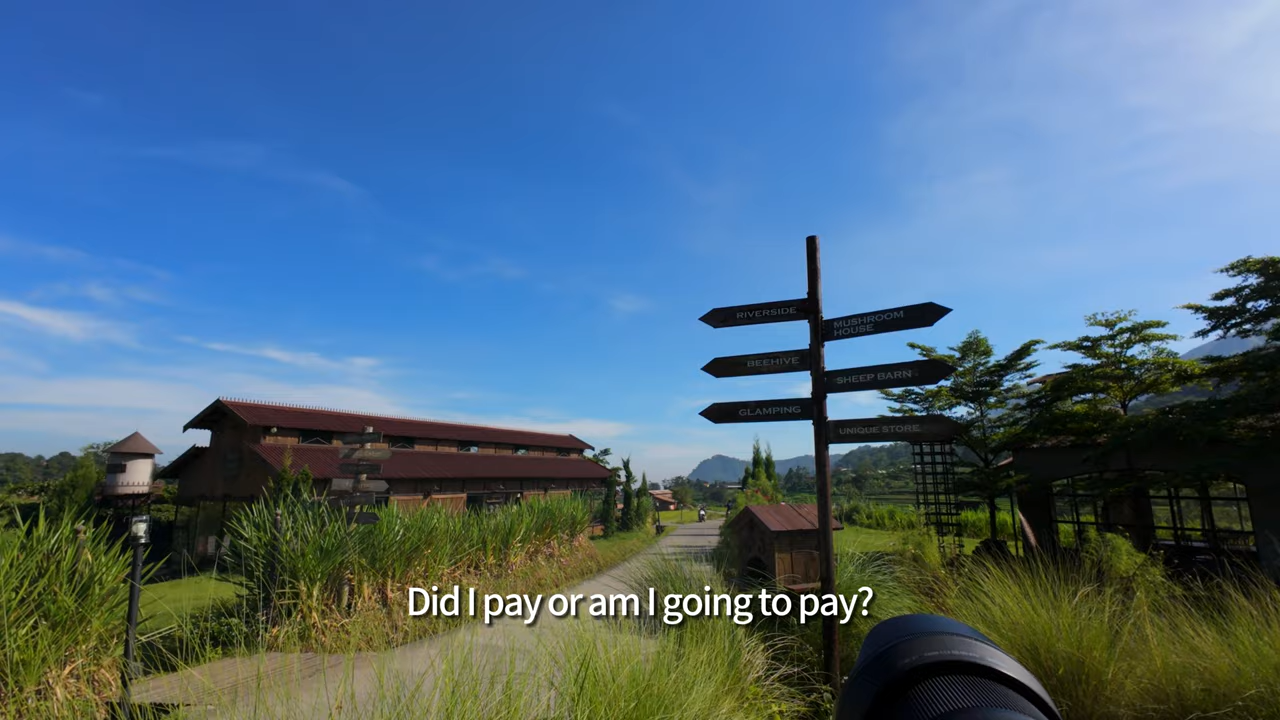 RIVERSIDE
MUSHROOM
HOUSE
BEEHIVE
SHEEP BARN
GLAMPING
UNIQUE STORE
Did I pay or am I going to pay?